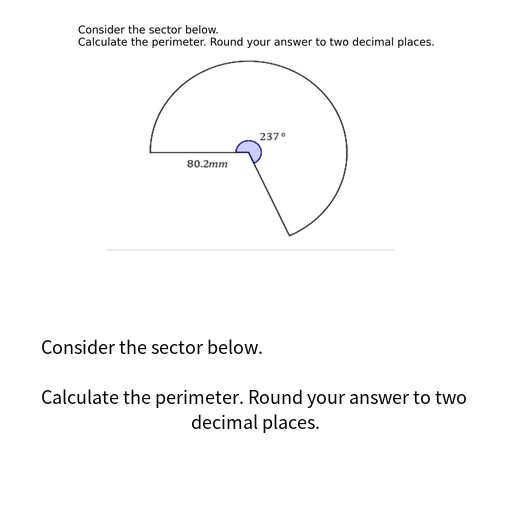 Consider the sector below.
Calculate the perimeter. Round your answer to two decimal places.
237°
80.2mm
Consider the sector below.
Calculate the perimeter. Round your answer to two
decimal places.